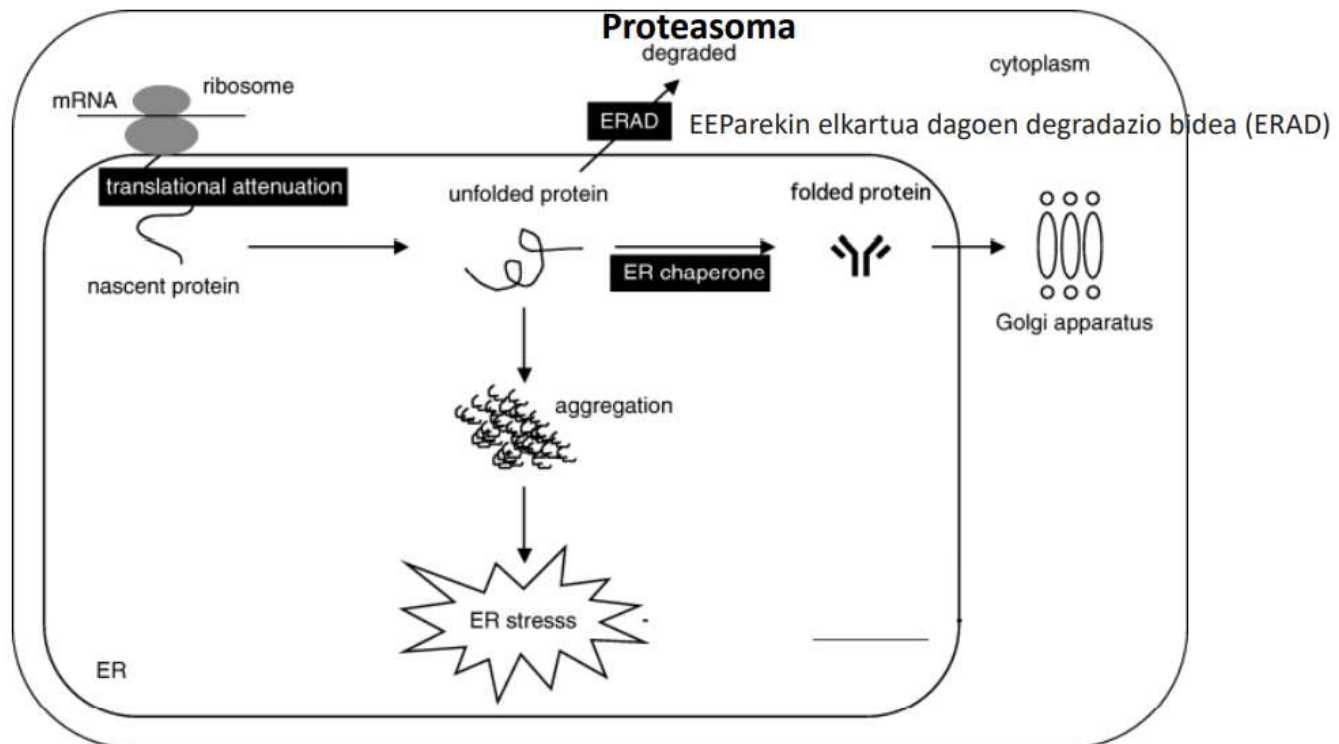 Proteasoma
degraded
cytoplasm
ribosome
mRNA
ERAD
EEParekin elkartua dagoen degradazio bidea (ERAD)
translational attenuation
unfolded protein
folded protein
ER chaperone
nascent protein
Golgi apparatus
aggregation
ER stresss
ER